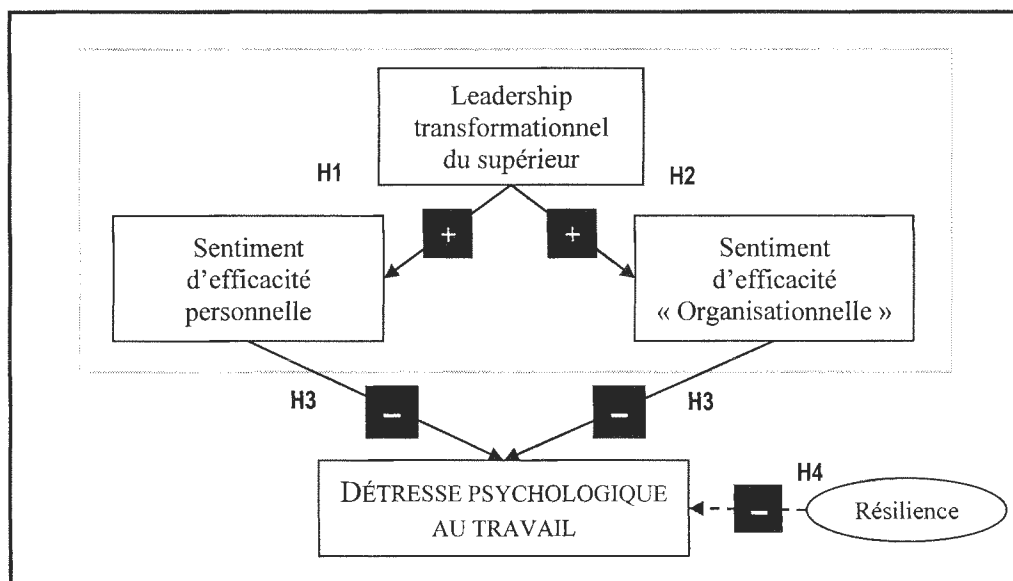 Leadership
transformationnel
du supérieur
H1
H2
+
+
Sentiment
d'efficacité
personnelle
Sentiment
d'efficacité
« Organisationnelle »
H3
–
–
H3
DÉTRESSE PSYCHOLOGIQUE
AU TRAVAIL
–
H4
Résilience